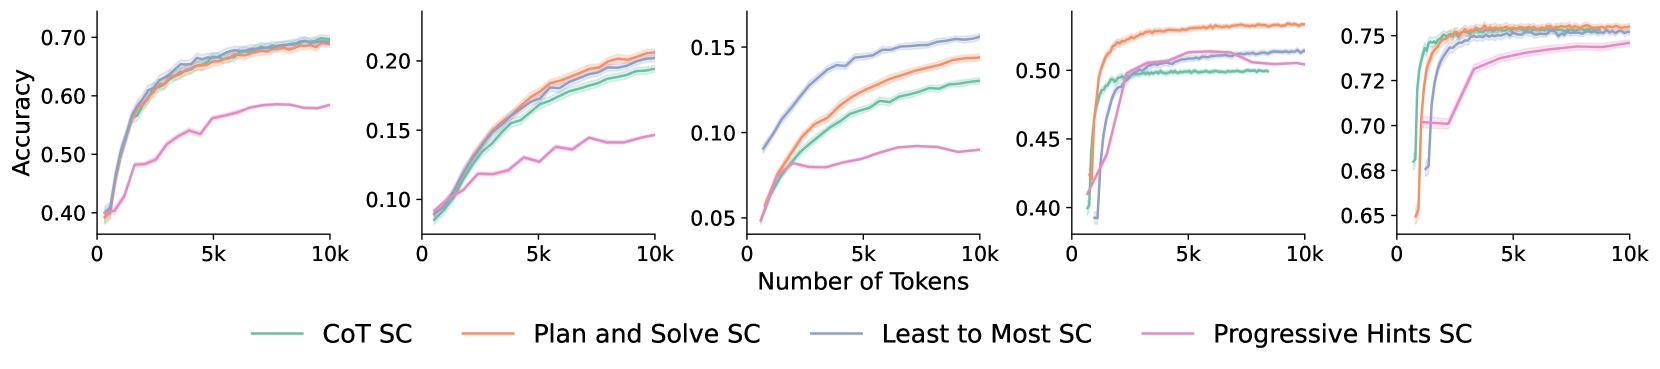 Accuracy
0.70
0.60
0.50
0.40
0 5k 10k
0.20
0.15
0.10
0 5k 10k
0.15
0.10
0.05
0 5k 10k
0.50
0.45
0.40
0 5k 10k
0.75
0.72
0.70
0.68
0.65
0 5k 10k
Number of Tokens
CoT SC Plan and Solve SC Least to Most SC Progressive Hints SC